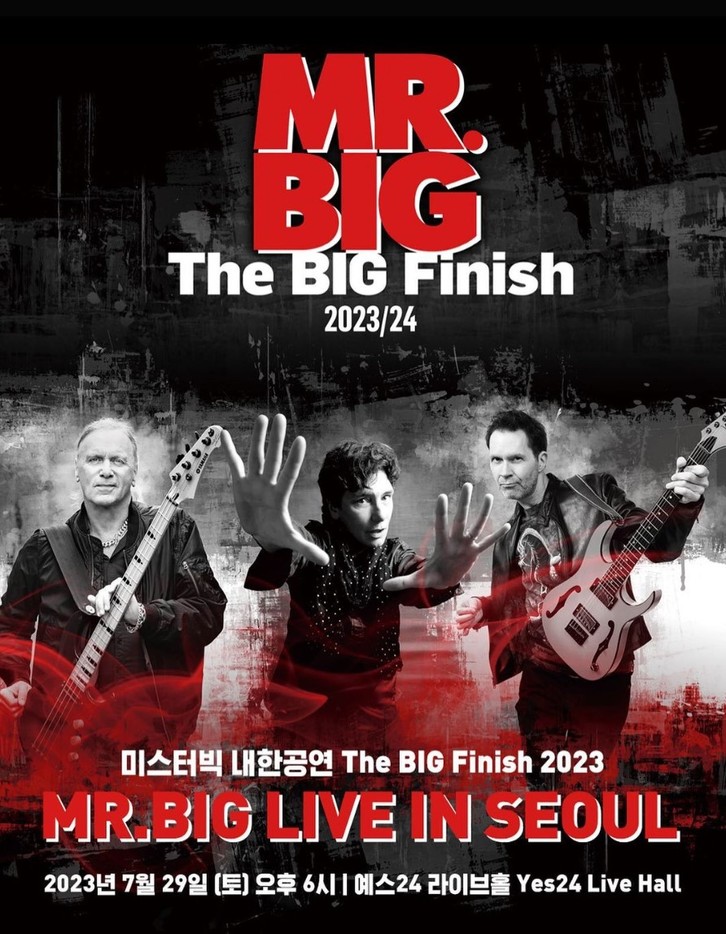 MR.
BIG
The BIG Finish
2023/24
미스터빅 내한공연 The BIG Finish 2023
MR.BIG LIVE IN SEOUL
2023년 7월 29일 (토) 오후 6시 | 예스24 라이브홀 Yes24 Live Hall